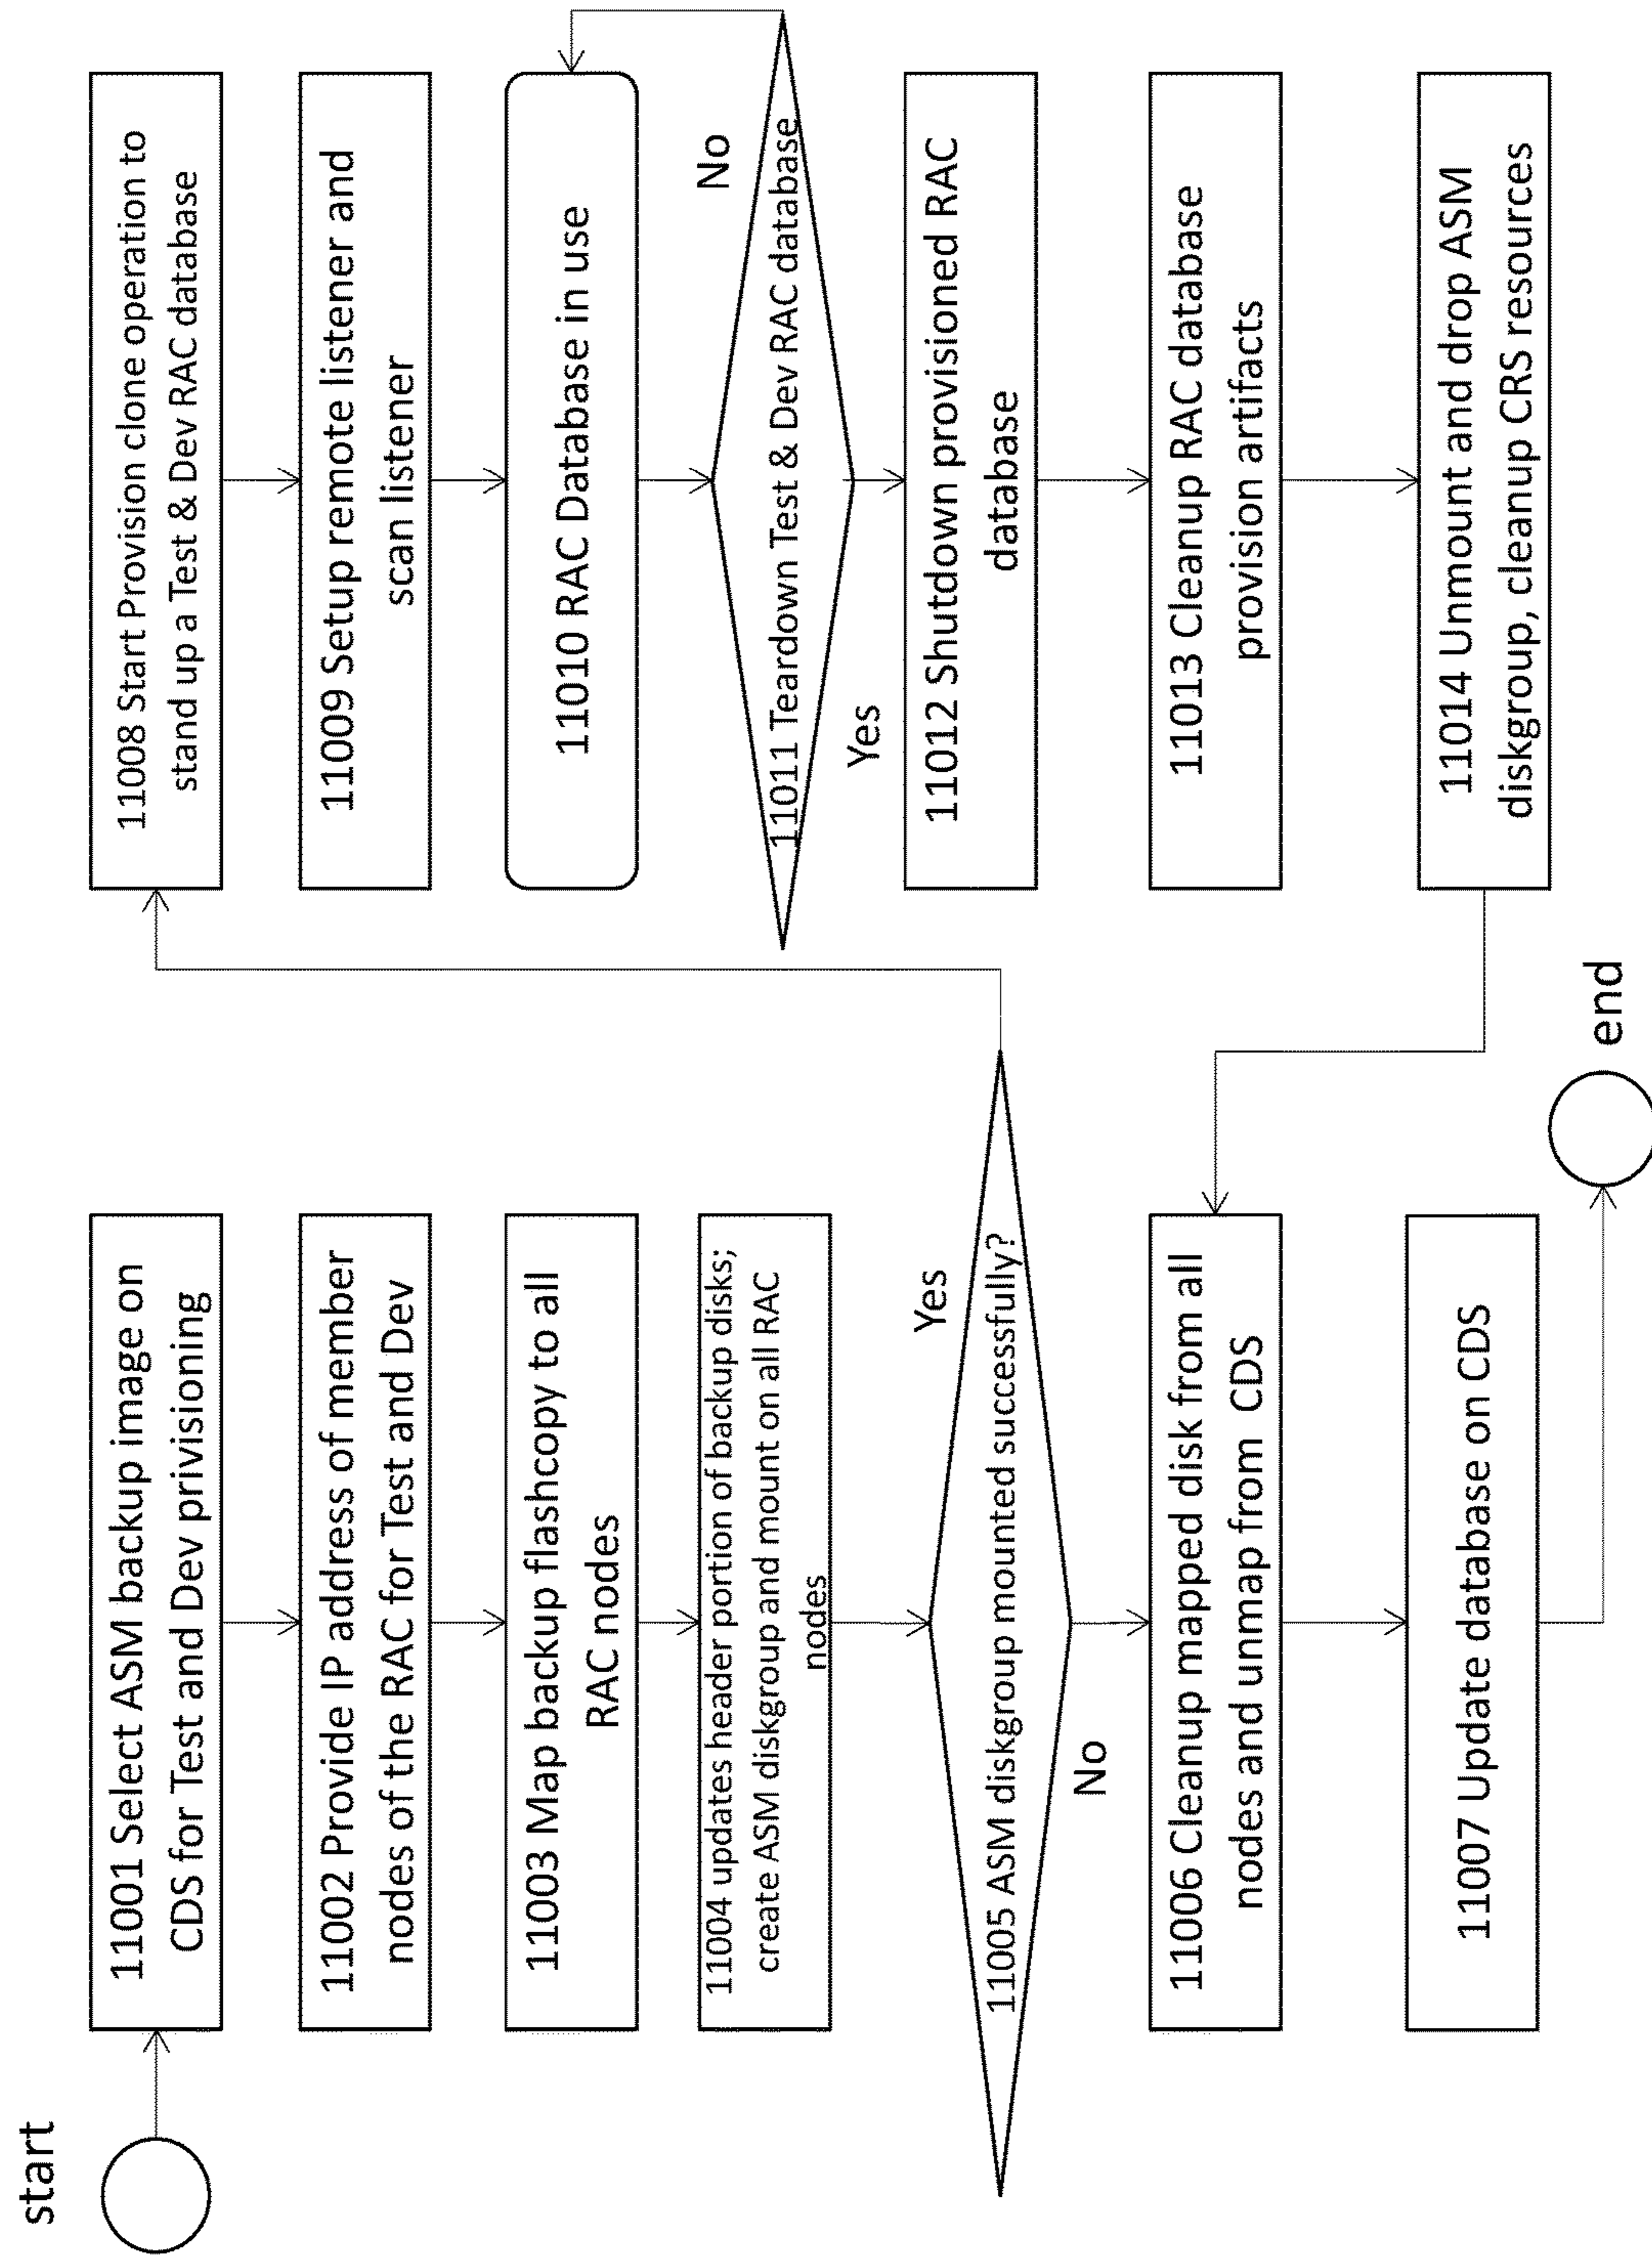 start
11001 Select ASM backup image on
CDS for Test and Dev privisioning
11002 Provide IP address of member
nodes of the RAC for Test and Dev
11003 Map backup flashcopy to all
RAC nodes
11004 updates header portion of backup disks;
create ASM diskgroup and mount on all RAC
nodes
11005 ASM diskgroup mounted successfully?
Yes
No
11006 Cleanup mapped disk from all
nodes and unmap from CDS
11007 Update database on CDS
end
11008 Start Provision clone operation to
stand up a Test & Dev RAC database
11009 Setup remote listener and
scan listener
11010 RAC Database in use
11011 Teardown Test & Dev RAC database
No
Yes
11012 Shutdown provisioned RAC
database
11013 Cleanup RAC database
provision artifacts
11014 Unmount and drop ASM
diskgroup, cleanup CRS resources